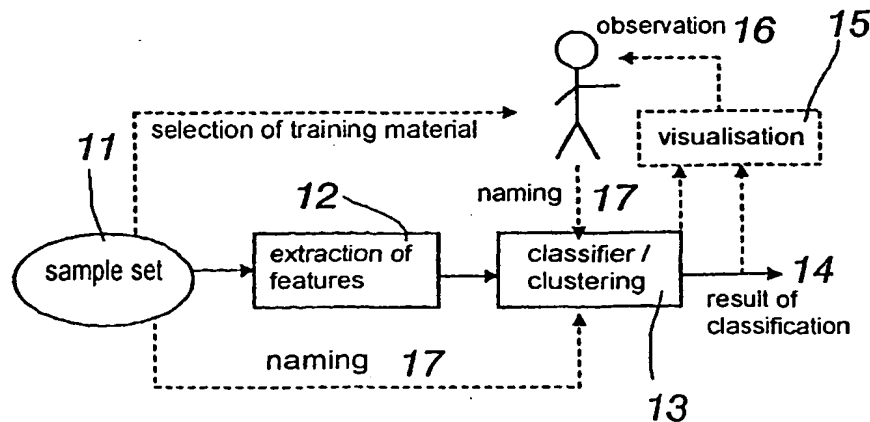 observation 16
15
selection of training material
visualisation
11
12
naming 17
sample set
extraction of
features
classifier /
clustering
14
result of
classification
naming 17
13